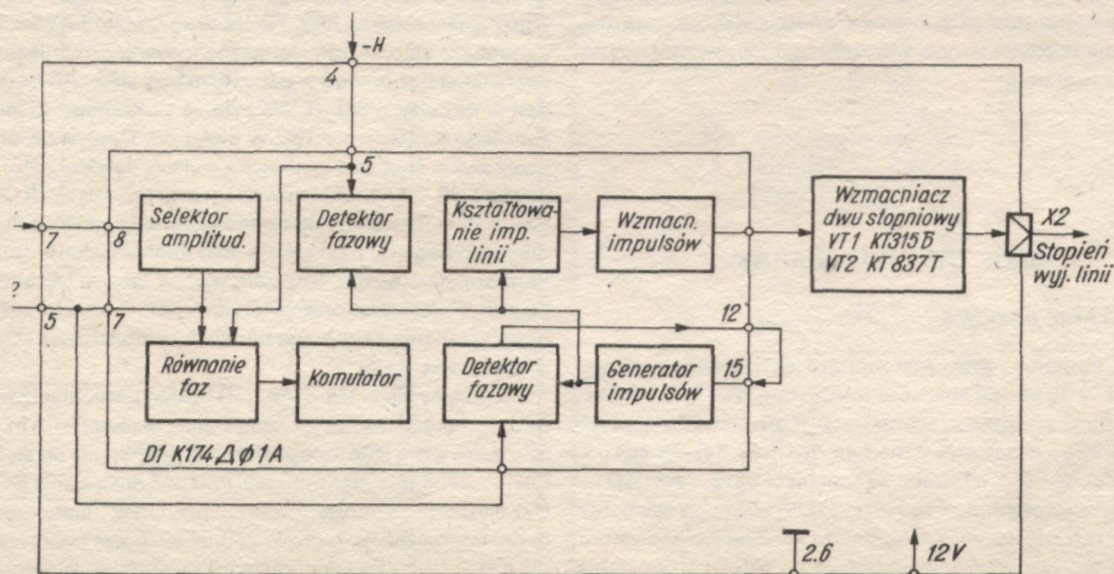 -H
4
5
Selektor
amplitud.
Detektor
fazowy
Kształtowa-
nie imp.
linii
Wzmacn.
impulsów
Wzmacniacz
dwu stopniowy
VT1 KT315Б
VT2 KT837T
X2
Stopień
wyj. linii
7
8
?
5
7
12
15
Równanie
faz
Komutator
Detektor
fazowy
Generator
impulsów
D1 K174ДФ1A
2.6
12V